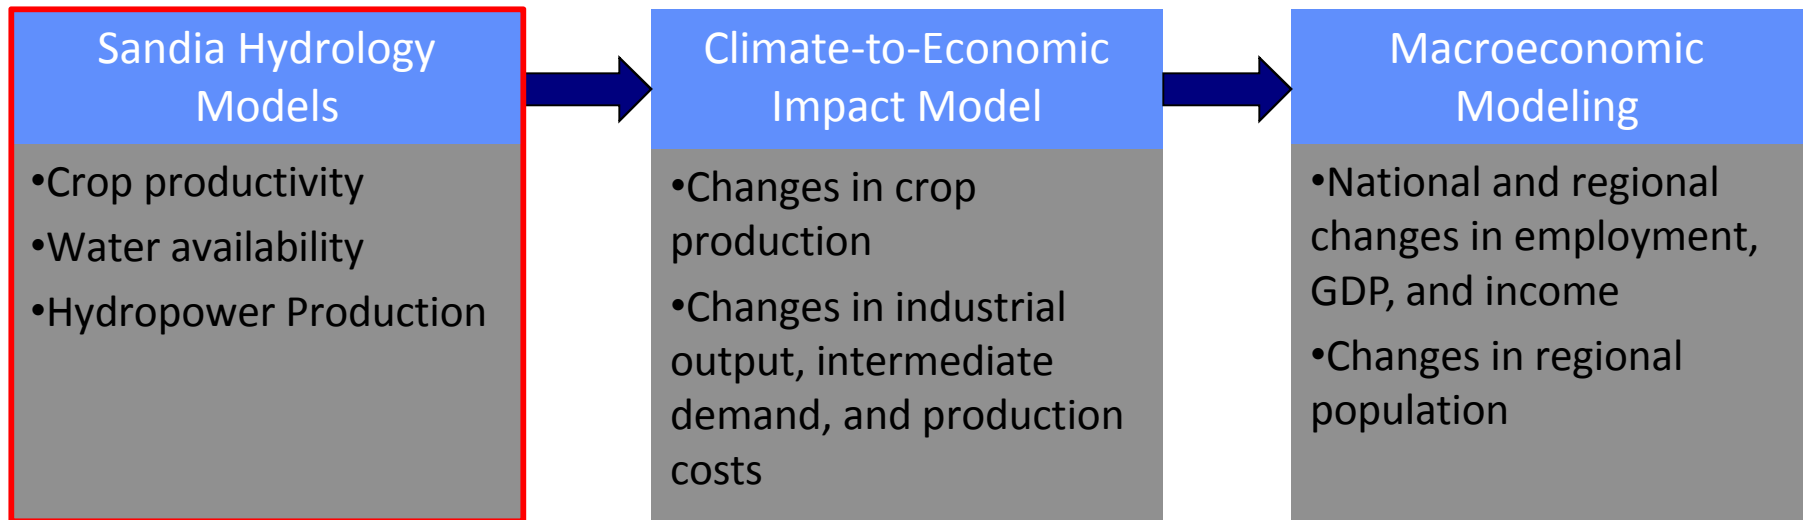 Sandia Hydrology
Models
•Crop productivity
•Water availability
•Hydropower Production
Climate-to-Economic
Impact Model
•Changes in crop
production
•Changes in industrial
output, intermediate
demand, and production
costs
Macroeconomic
Modeling
•National and regional
changes in employment,
GDP, and income
•Changes in regional
population